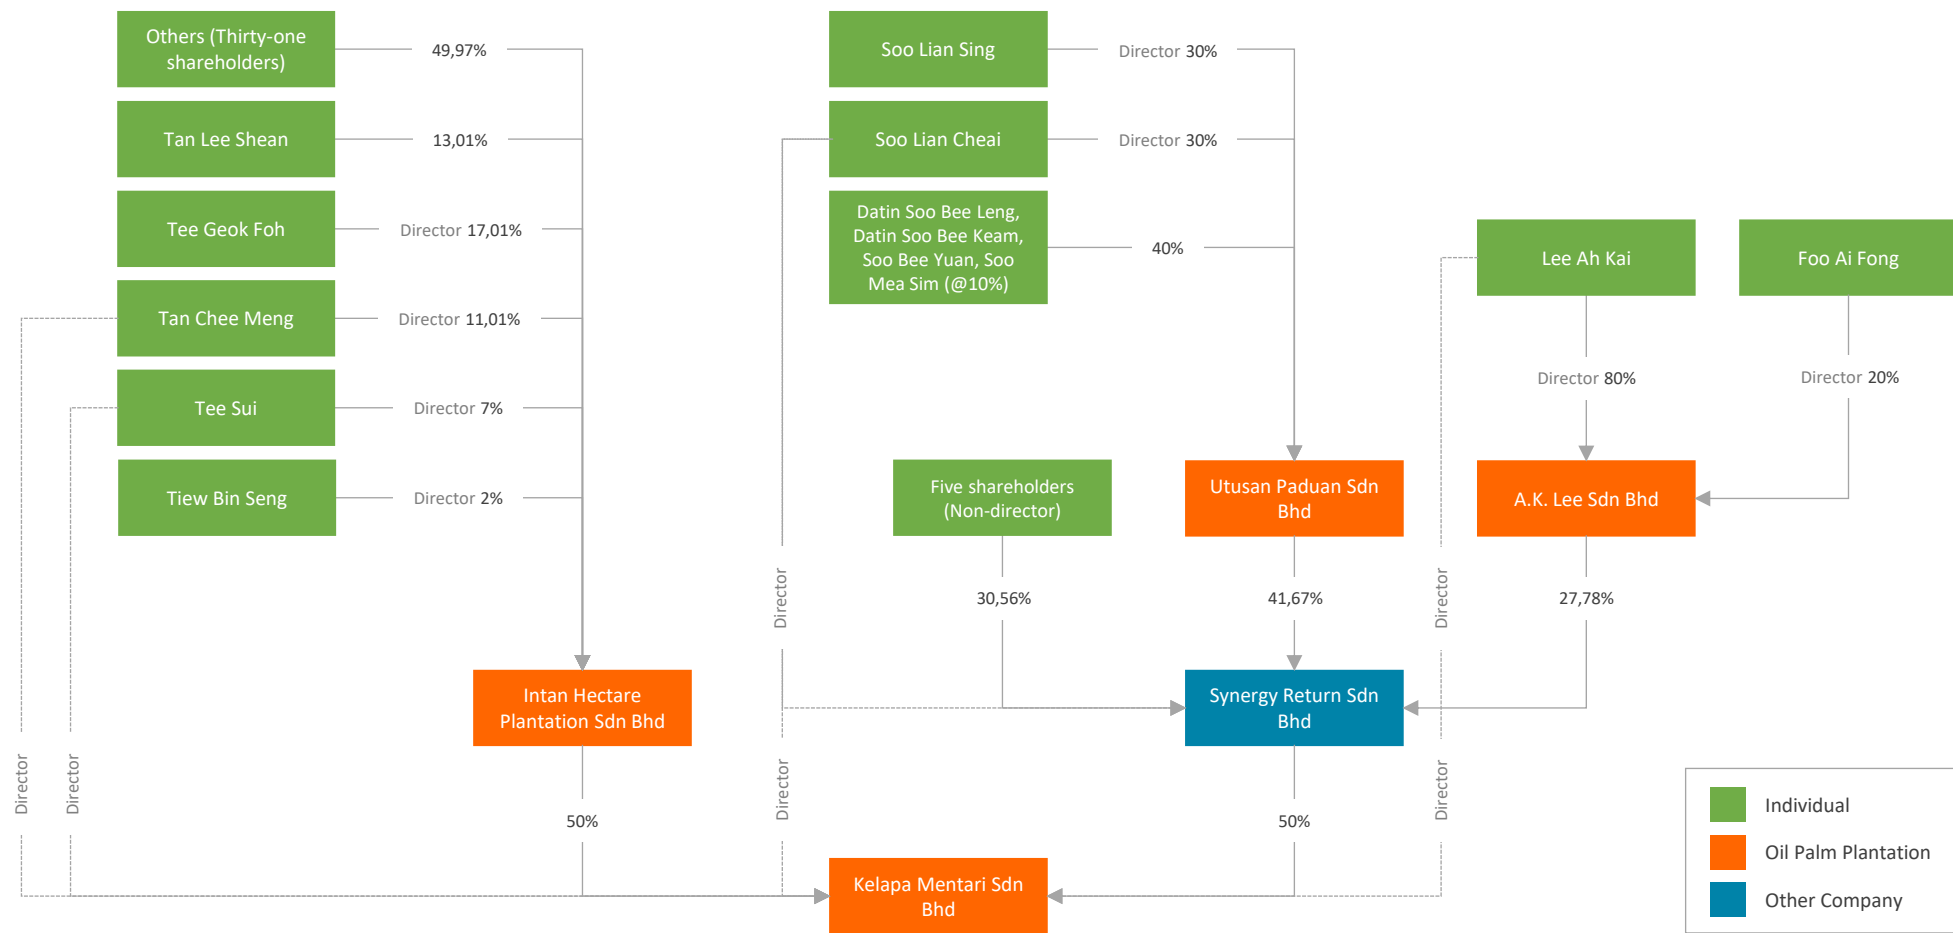 Others (Thirty-one
shareholders)
49,97%
Tan Lee Shean
13,01%
Tee Geok Foh
Director 17,01%
Tan Chee Meng
Director 11,01%
Tee Sui
Director 7%
Tiew Bin Seng
Director 2%
Soo Lian Sing
Director 30%
Soo Lian Cheai
Director 30%
Datin Soo Bee Leng,
Datin Soo Bee Keam,
Soo Bee Yuan, Soo
Mea Sim (@10%)
40%
Lee Ah Kai
Foo Ai Fong
Director 80%
Director 20%
Five shareholders
(Non-director)
Utusan Paduan Sdn
Bhd
A.K. Lee Sdn Bhd
Director
30,56%
41,67%
27,78%
Director
Intan Hectare
Plantation Sdn Bhd
Synergy Return Sdn
Bhd
Director
Director
Director
Director
50%
50%
Kelapa Mentari Sdn
Bhd
Individual
Oil Palm Plantation
Other Company